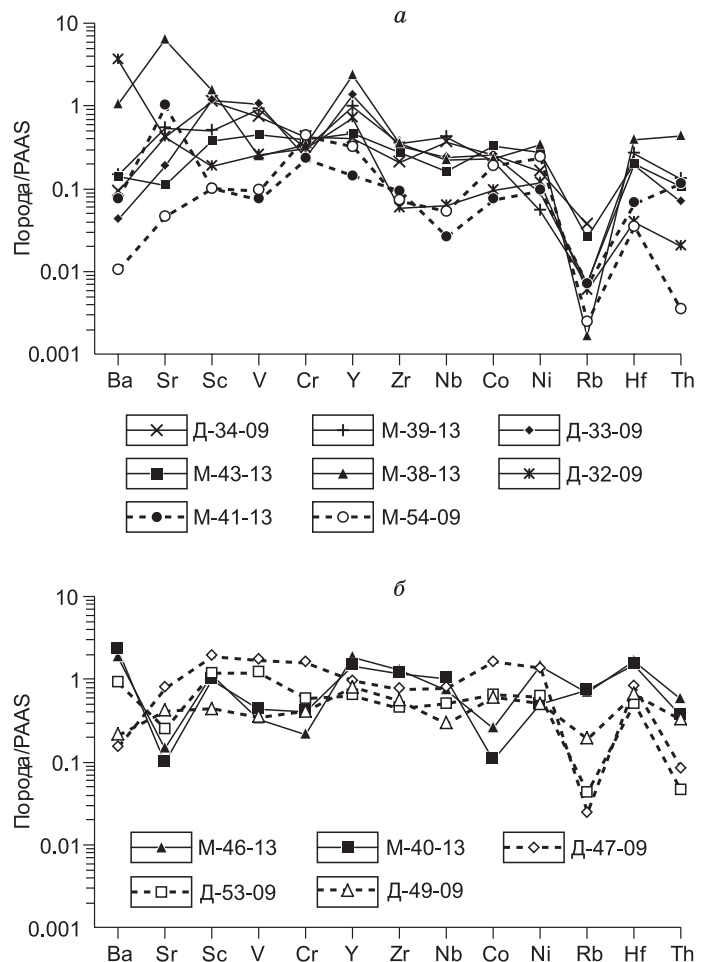 а
Порода/PAAS
10
1
0.1
0.01
0.001
Ba Sr Sc V Cr Y Zr Nb Co Ni Rb Hf Th
Д-34-09 М-39-13 Д-33-09
М-43-13 М-38-13 Д-32-09
М-41-13 М-54-09
б
Порода/PAAS
10
1
0.1
0.01
0.001
М-46-13 М-40-13 Д-47-09
Д-53-09 Д-49-09
Ba Sr Sc V Cr Y Zr Nb Co Ni Rb Hf Th